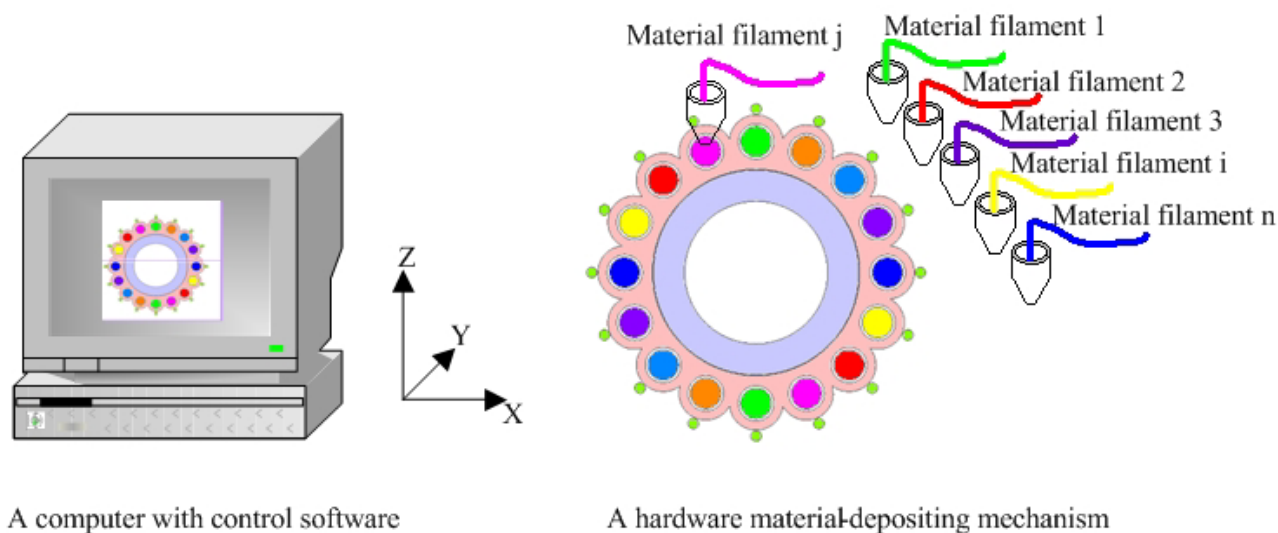 Material filament j
Material filament 1
Material filament 2
Material filament 3
Material filament i
Material filament n
Z
Y
X
A computer with control software
A hardware material-depositing mechanism